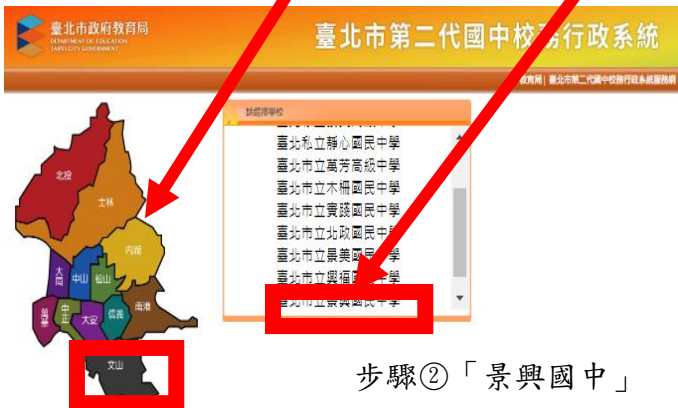 臺北市政府教育局
DEPARTMENT OF EDUCATION
TAIPEI CITY GOVERNMENT
臺北市第二代國中校務行政系統
教育局 | 臺北市第二代國中校務行政系統服務網
請選擇學校
臺北私立靜心國民中學
臺北市立萬芳高級中學
臺北市立木柵國民中學
臺北市立實踐國民中學
臺北市立北政國民中學
臺北市立景美國民中學
臺北市立興福國民中學
臺北市立景興國民中學
北投
士林
內湖
大同
中山
松山
萬華
中正
大安
信義
南港
文山
步驟②「景興國中」